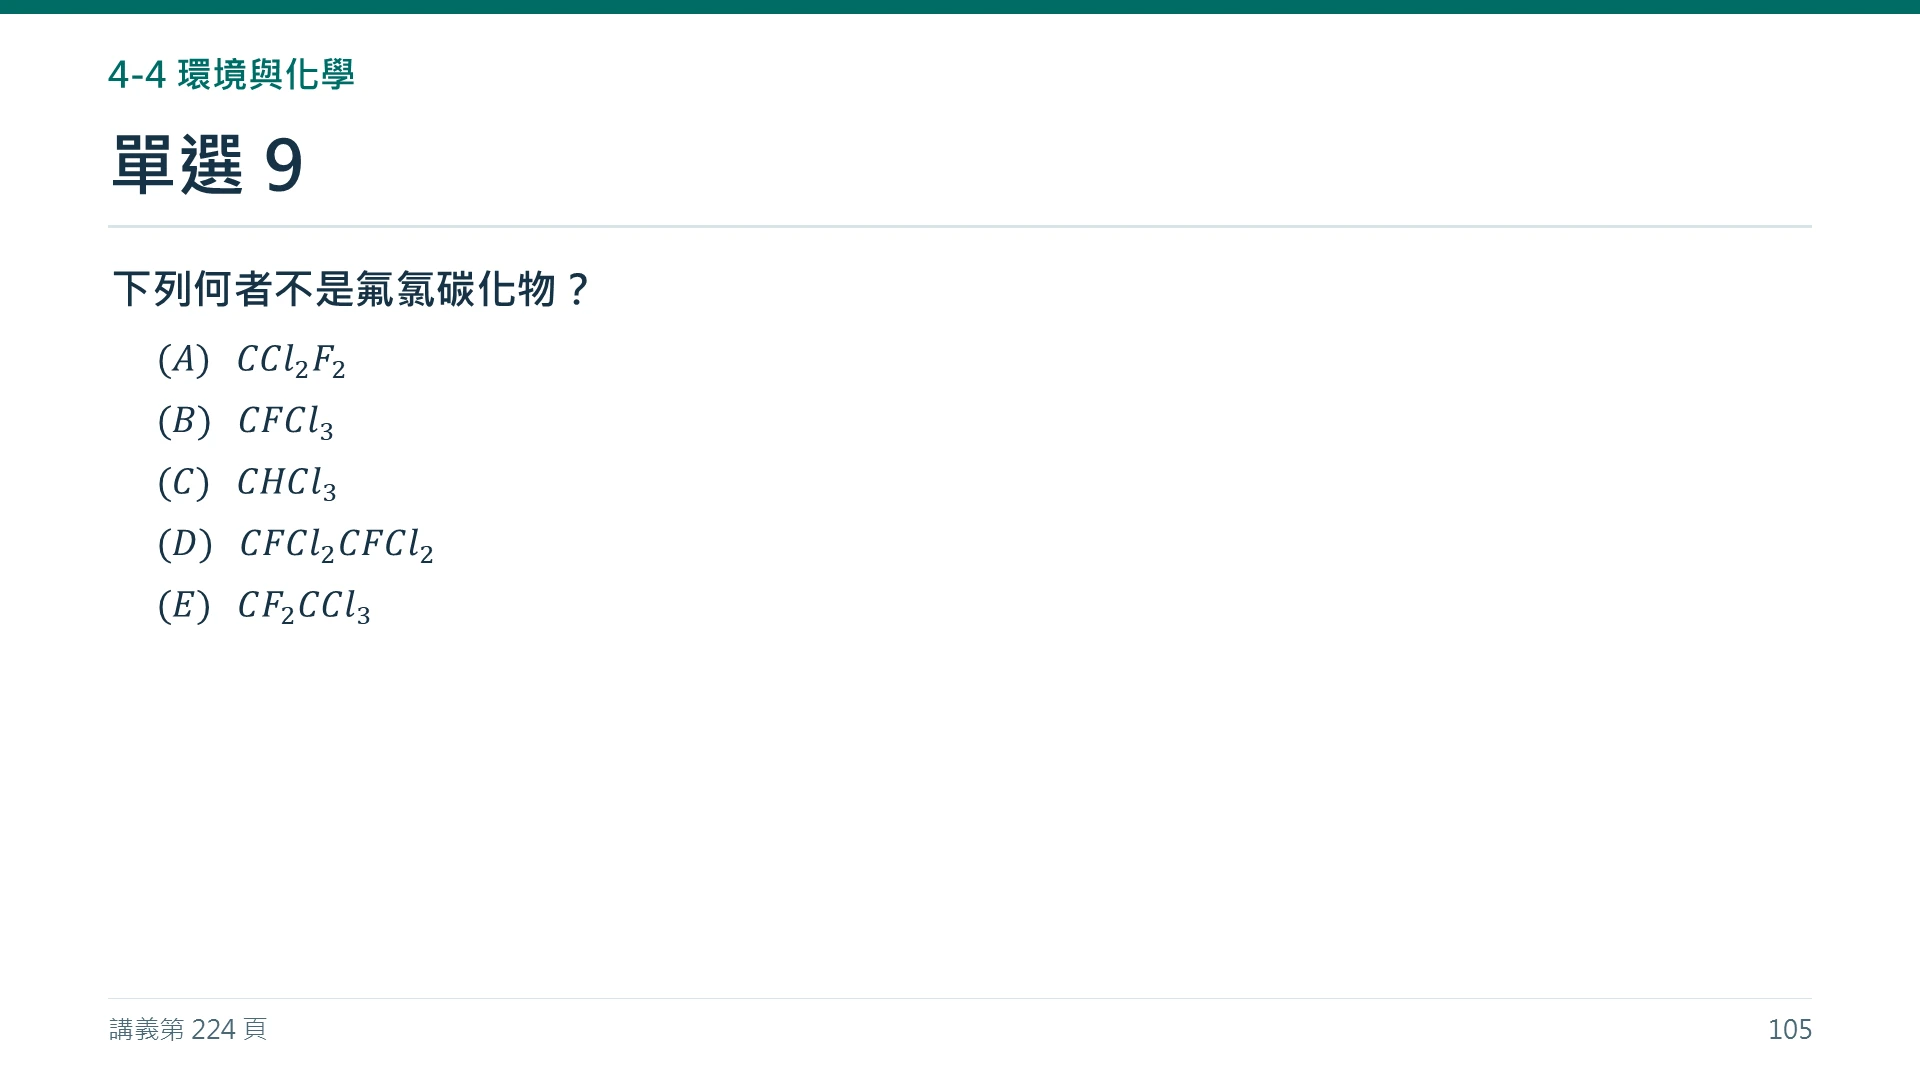 4-4 環境與化學
單選 9
下列何者不是氟氯碳化物？
(A) CCl₂F₂
(B) CFCl₃
(C) CHCl₃
(D) CFCl₂CFCl₂
(E) CF₂CCl₃
講義第 224 頁
105